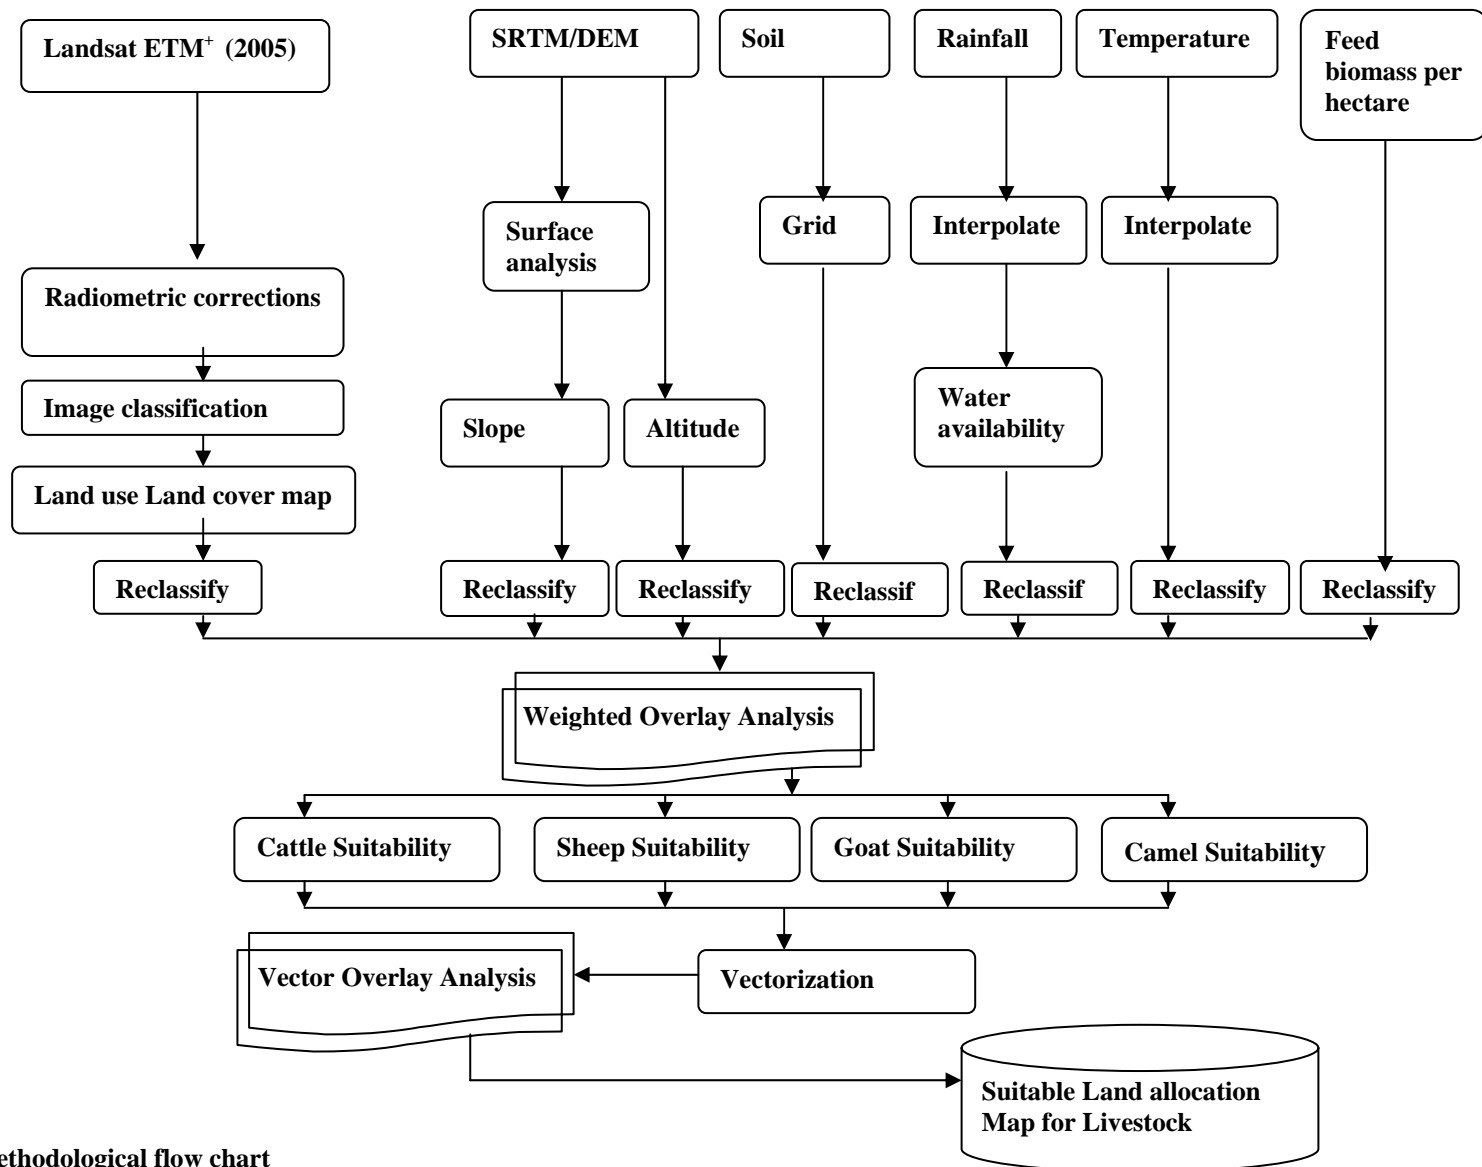 Landsat ETM+ (2005)
SRTM/DEM
Soil
Rainfall
Temperature
Feed
biomass per
hectare
Surface
analysis
Grid
Interpolate
Interpolate
Radiometric corrections
Image classification
Slope
Altitude
Water
availability
Land use Land cover map
Reclassify
Reclassify
Reclassify
Reclassif
Reclassif
Reclassify
Reclassify
Weighted Overlay Analysis
Cattle Suitability
Sheep Suitability
Goat Suitability
Camel Suitability
Vector Overlay Analysis
Vectorization
Suitable Land allocation
Map for Livestock
ethodological flow chart